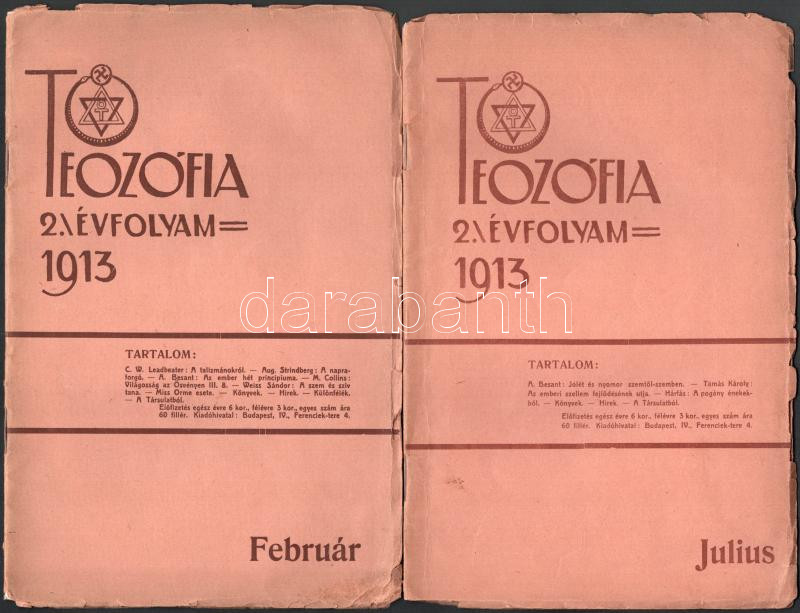 TEOZÓFIA
2. ÉVFOLYAM=
1913
TARTALOM:
C. W. Leadbeater: A talizmánokról. — Aug. Strindberg: A napra-
forgó. — A. Besant: Az ember hét principiuma. — M. Collins:
Világosság az Ösvényen III. 8. — Weiss Sándor: A szem és sziv
tana. — Miss Orme esete. — Könyvek. — Hirek. — Különfélék.
— A Társulatból.
Előfizetés egész évre 6 kor., félévre 3 kor., egyes szám ára
60 fillér. Kiadóhivatal: Budapest, IV., Ferenciek-tere 4.
Február
TEOZÓFIA
2. ÉVFOLYAM=
1913
TARTALOM:
A. Besant: Jólét és nyomor szemtől-szemben. — Tamás Károly:
Az emberi szellem fejlődésének utja. — Hárfás: A pogány énekek-
ből. — Könyvek. — Hirek. — A Társulatból.
Előfizetés egész évre 6 kor., félévre 3 kor., egyes szám ára
60 fillér. Kiadóhivatal: Budapest, IV., Ferenciek-tere 4.
Julius
darabanth